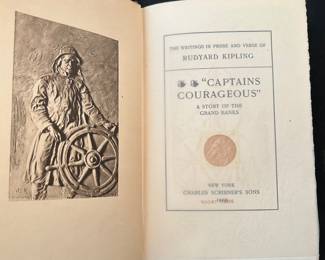 THE WRITINGS IN PROSE AND VERSE OF
RUDYARD KIPLING
"CAPTAINS
COURAGEOUS"
A STORY OF THE
GRAND BANKS
NEW YORK
CHARLES SCRIBNER'S SONS